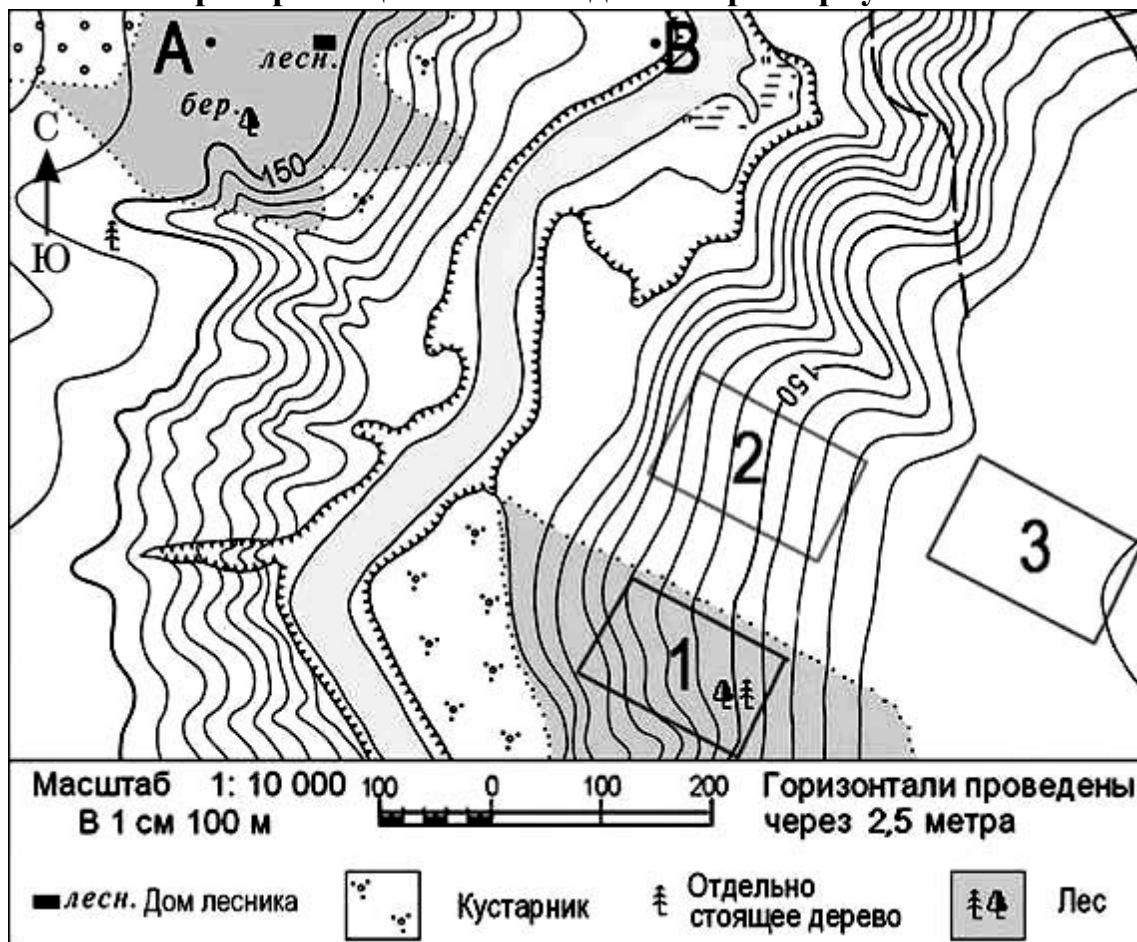 А лесн. В
бер.
С
150
Ю
150
2
3
1
Масштаб 1: 10 000 100 0 100 200 Горизонтали проведены
В 1 см 100 м через 2,5 метра
лесн. Дом лесника Кустарник Отдельно стоящее дерево Лес